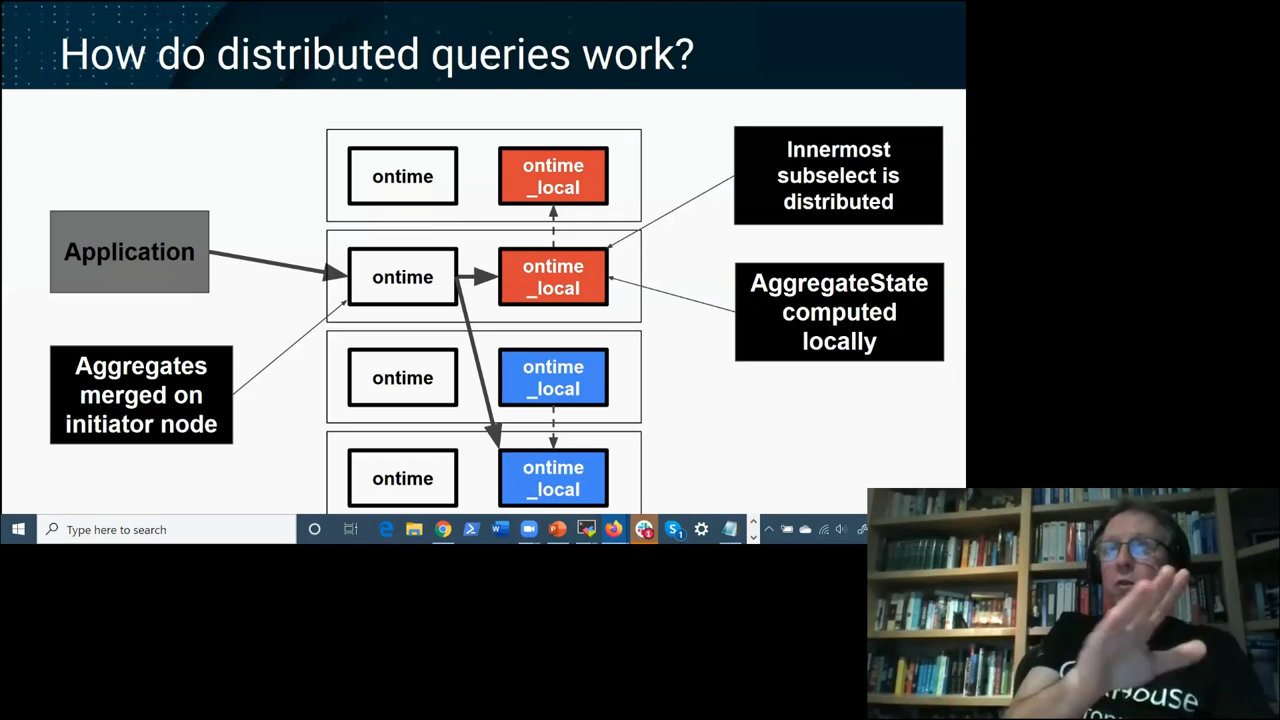 How do distributed queries work?
ontime
ontime
_local
Innermost
subselect is
distributed
Application
ontime
ontime
_local
AggregateState
computed
locally
Aggregates
merged on
initiator node
ontime
ontime
_local
ontime
ontime
_local
Type here to search